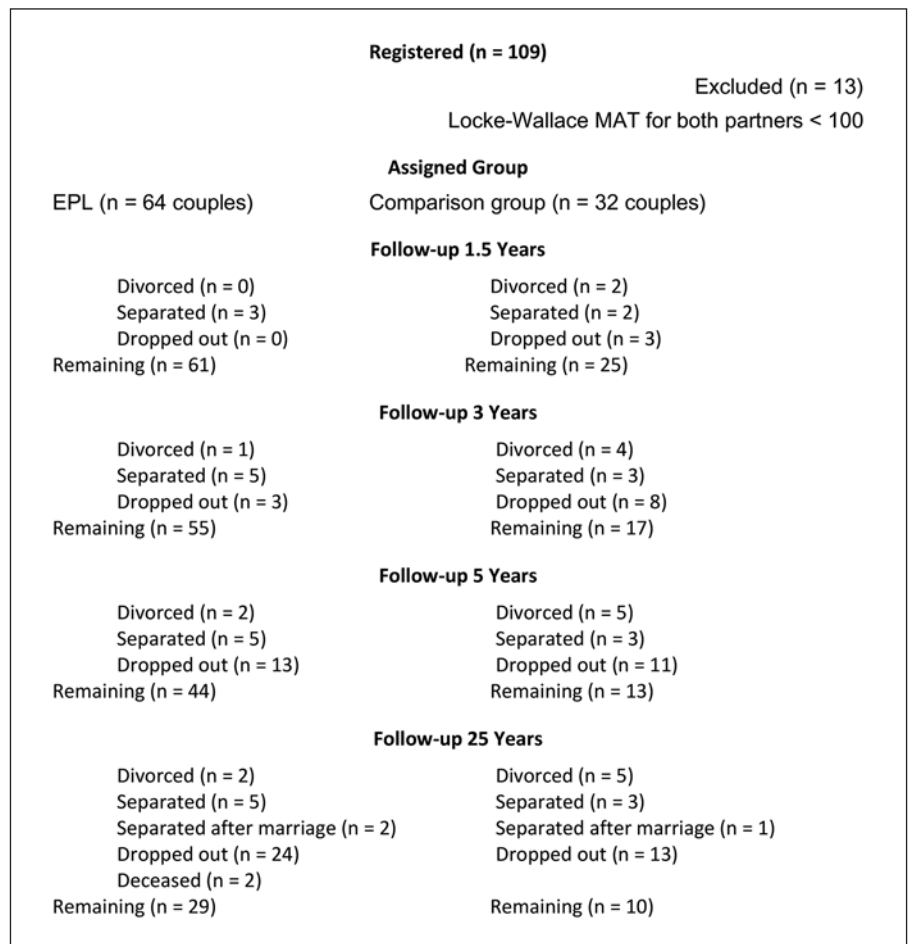 Registered (n = 109)
Excluded (n = 13)
Locke-Wallace MAT for both partners < 100
Assigned Group
EPL (n = 64 couples) Comparison group (n = 32 couples)
Follow-up 1.5 Years
Divorced (n = 0) Divorced (n = 2)
Separated (n = 3) Separated (n = 2)
Dropped out (n = 0) Dropped out (n = 3)
Remaining (n = 61) Remaining (n = 25)
Follow-up 3 Years
Divorced (n = 1) Divorced (n = 4)
Separated (n = 5) Separated (n = 3)
Dropped out (n = 3) Dropped out (n = 8)
Remaining (n = 55) Remaining (n = 17)
Follow-up 5 Years
Divorced (n = 2) Divorced (n = 5)
Separated (n = 5) Separated (n = 3)
Dropped out (n = 13) Dropped out (n = 11)
Remaining (n = 44) Remaining (n = 13)
Follow-up 25 Years
Divorced (n = 2) Divorced (n = 5)
Separated (n = 5) Separated (n = 3)
Separated after marriage (n = 2) Separated after marriage (n = 1)
Dropped out (n = 24) Dropped out (n = 13)
Deceased (n = 2)
Remaining (n = 29) Remaining (n = 10)